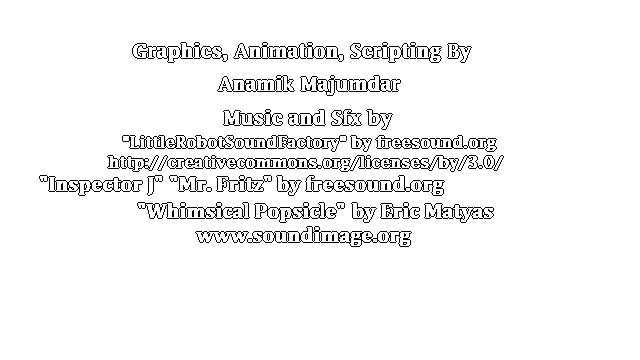 Graphics, Animation, Scripting By
Anamik Majumdar
Music and Sfx by
"LittleRobotSoundFactory" by freesound.org
http://creativecommons.org/licenses/by/3.0/
"Inspector J" "Mr. Fritz" by freesound.org
"Whimsical Popsicle" by Eric Matyas
www.soundimage.org